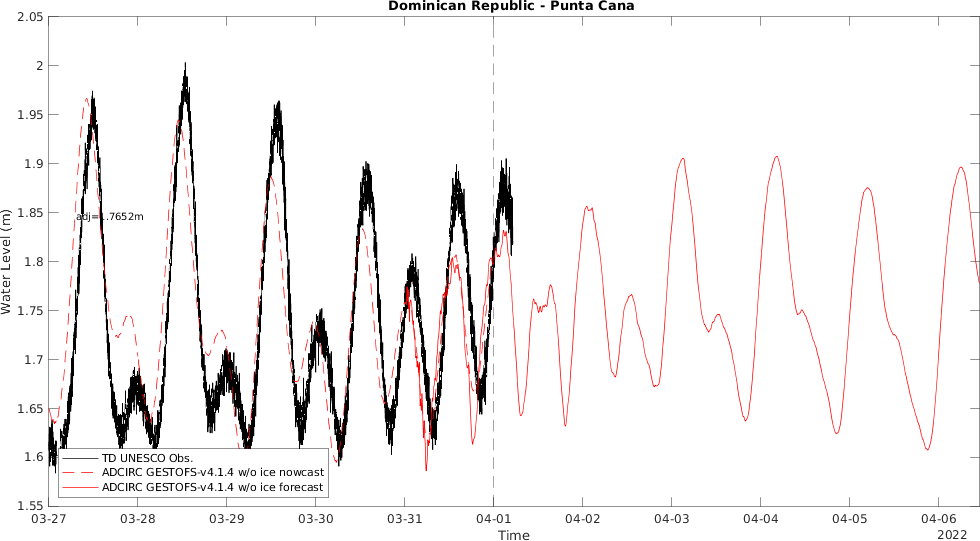 Dominican Republic - Punta Cana
2.05
2
1.95
1.9
1.85
1.8
1.75
1.7
1.65
1.6
1.55
Water Level (m)
adj=1.7652m
TD UNESCO Obs.
ADCIRC GESTOFS-v4.1.4 w/o ice nowcast
ADCIRC GESTOFS-v4.1.4 w/o ice forecast
03-27 03-28 03-29 03-30 03-31 04-01 04-02 04-03 04-04 04-05 04-06
Time
2022